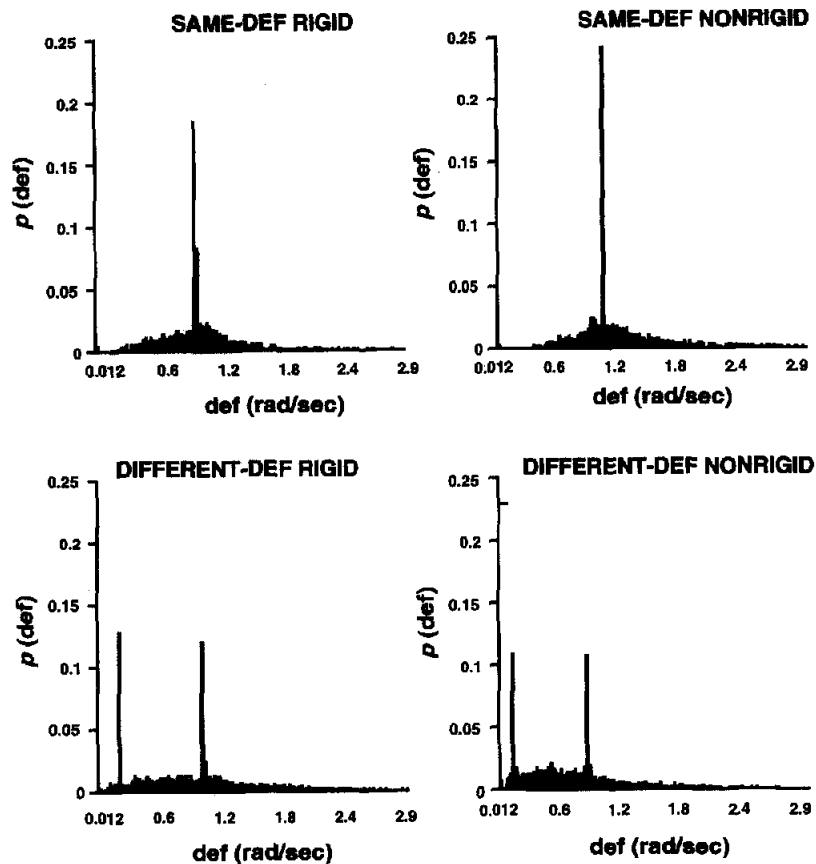 SAME-DEF RIGID
0.25
0.2
0.15
0.1
0.05
0
p (def)
0.012 0.6 1.2 1.8 2.4 2.9
def (rad/sec)
SAME-DEF NONRIGID
0.25
0.2
0.15
0.1
0.05
0
p (def)
0.012 0.6 1.2 1.8 2.4 2.9
def (rad/sec)
DIFFERENT-DEF RIGID
0.25
0.2
0.15
0.1
0.05
0
p (def)
0.012 0.6 1.2 1.8 2.4 2.9
def (rad/sec)
DIFFERENT-DEF NONRIGID
0.25
0.2
0.15
0.1
0.05
0
p (def)
0.012 0.6 1.2 1.8 2.4 2.9
def (rad/sec)